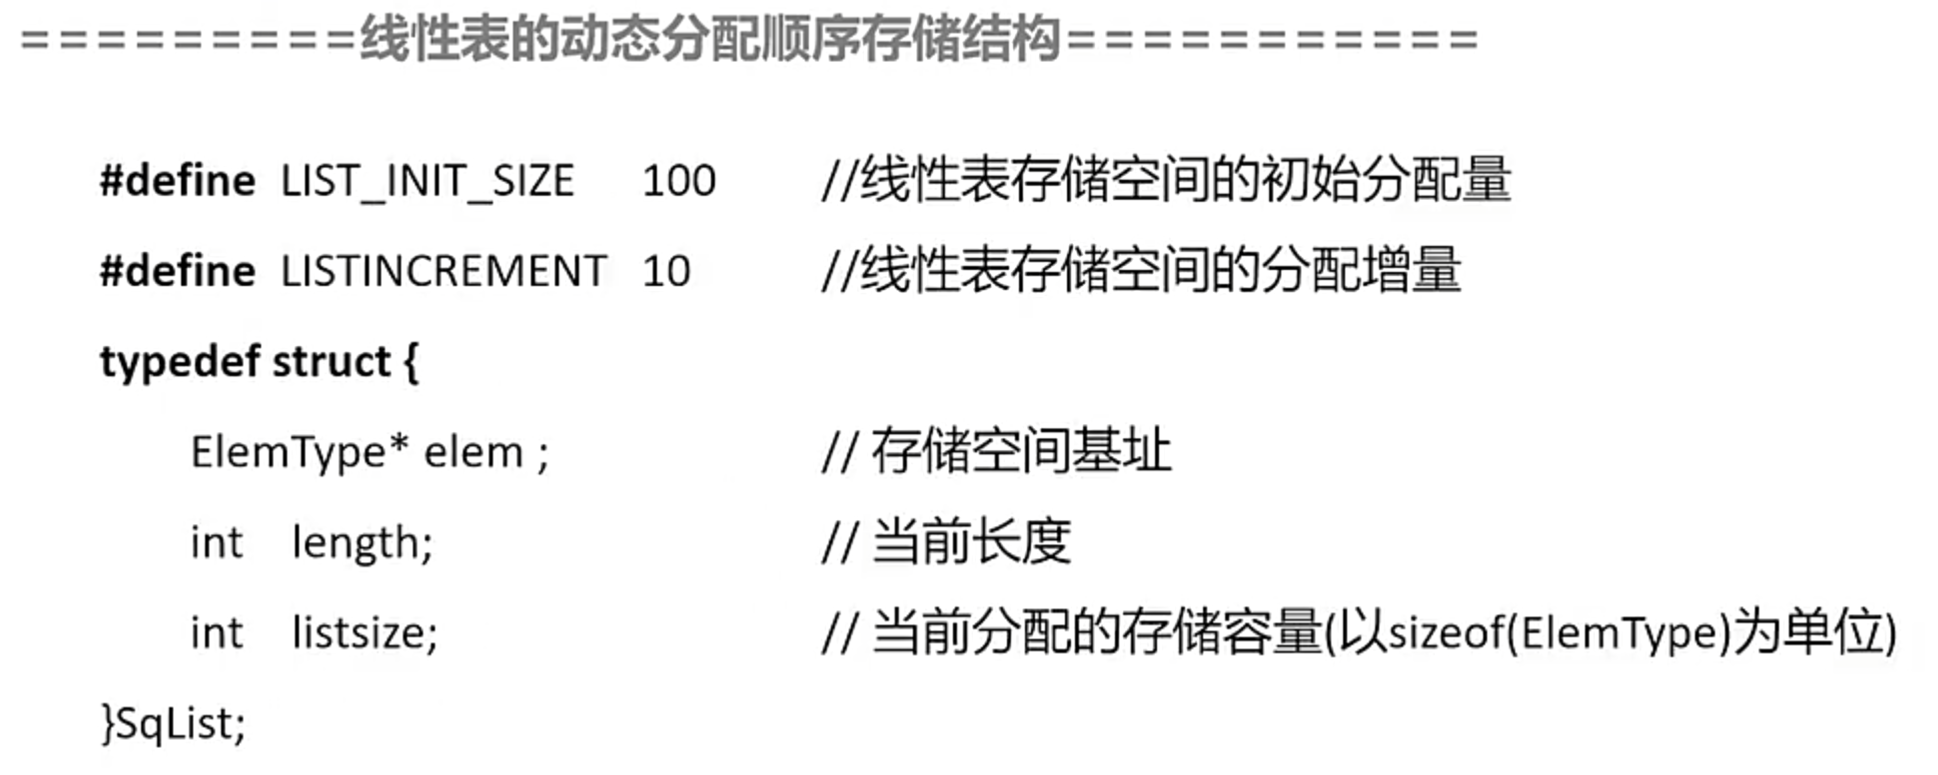 =========线性表的动态分配顺序存储结构===========
#define LIST_INIT_SIZE 100 //线性表存储空间的初始分配量
#define LISTINCREMENT 10 //线性表存储空间的分配增量
typedef struct {
ElemType* elem ; // 存储空间基址
int length; // 当前长度
int listsize; // 当前分配的存储容量(以sizeof(ElemType)为单位)
}SqList;